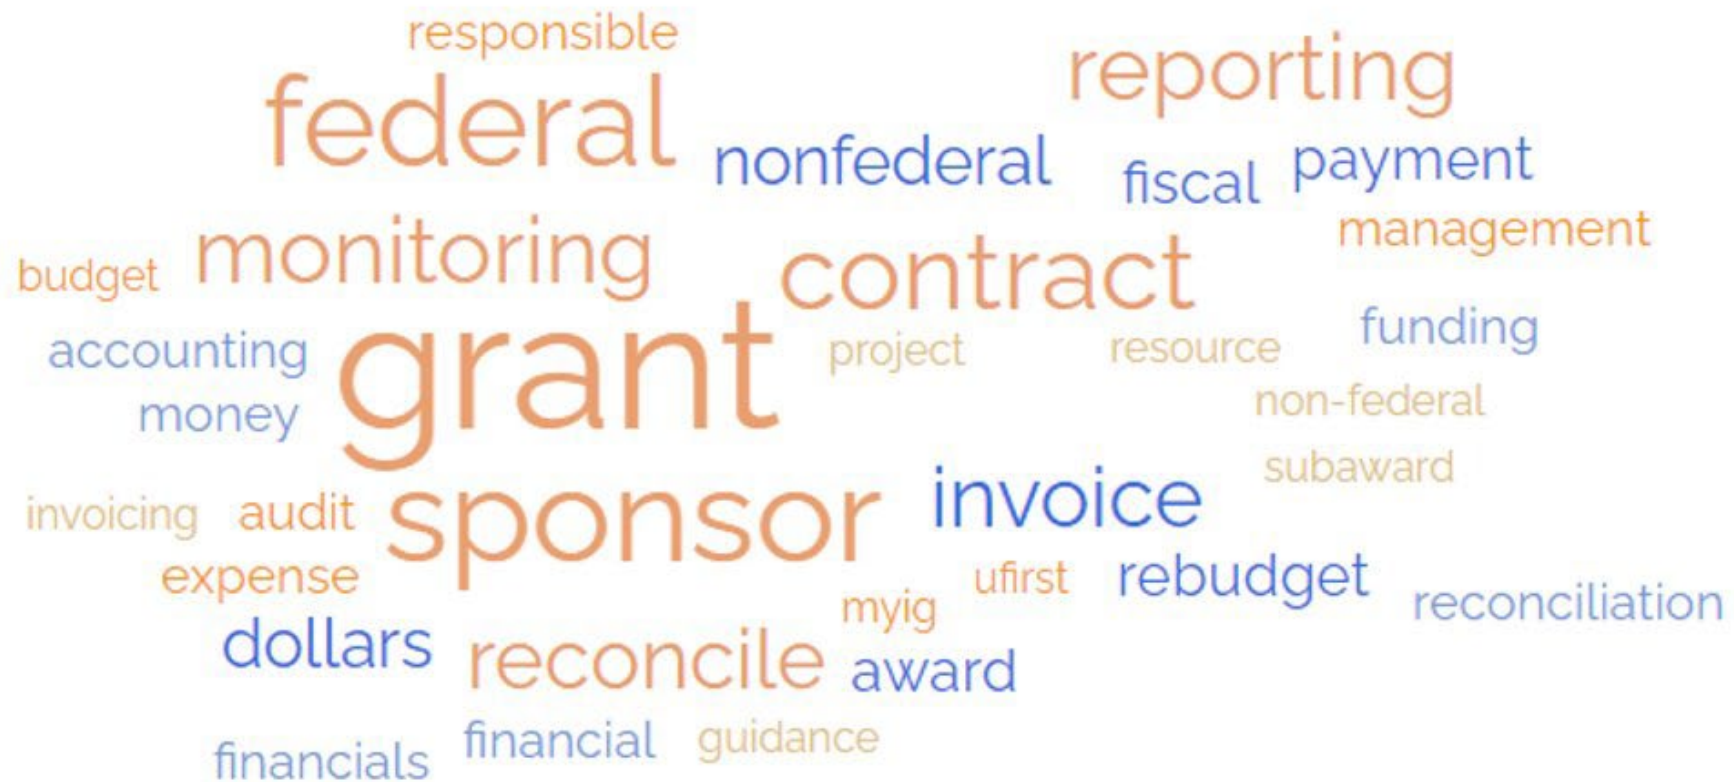 responsible
federal
reporting
nonfederal
fiscal
payment
management
monitoring
budget
contract
grant
accounting
project
resource
funding
money
non-federal
subaward
invoicing
audit
sponsor
invoice
expense
myig
ufirst
rebudget
reconciliation
dollars
reconcile
award
financials
financial
guidance